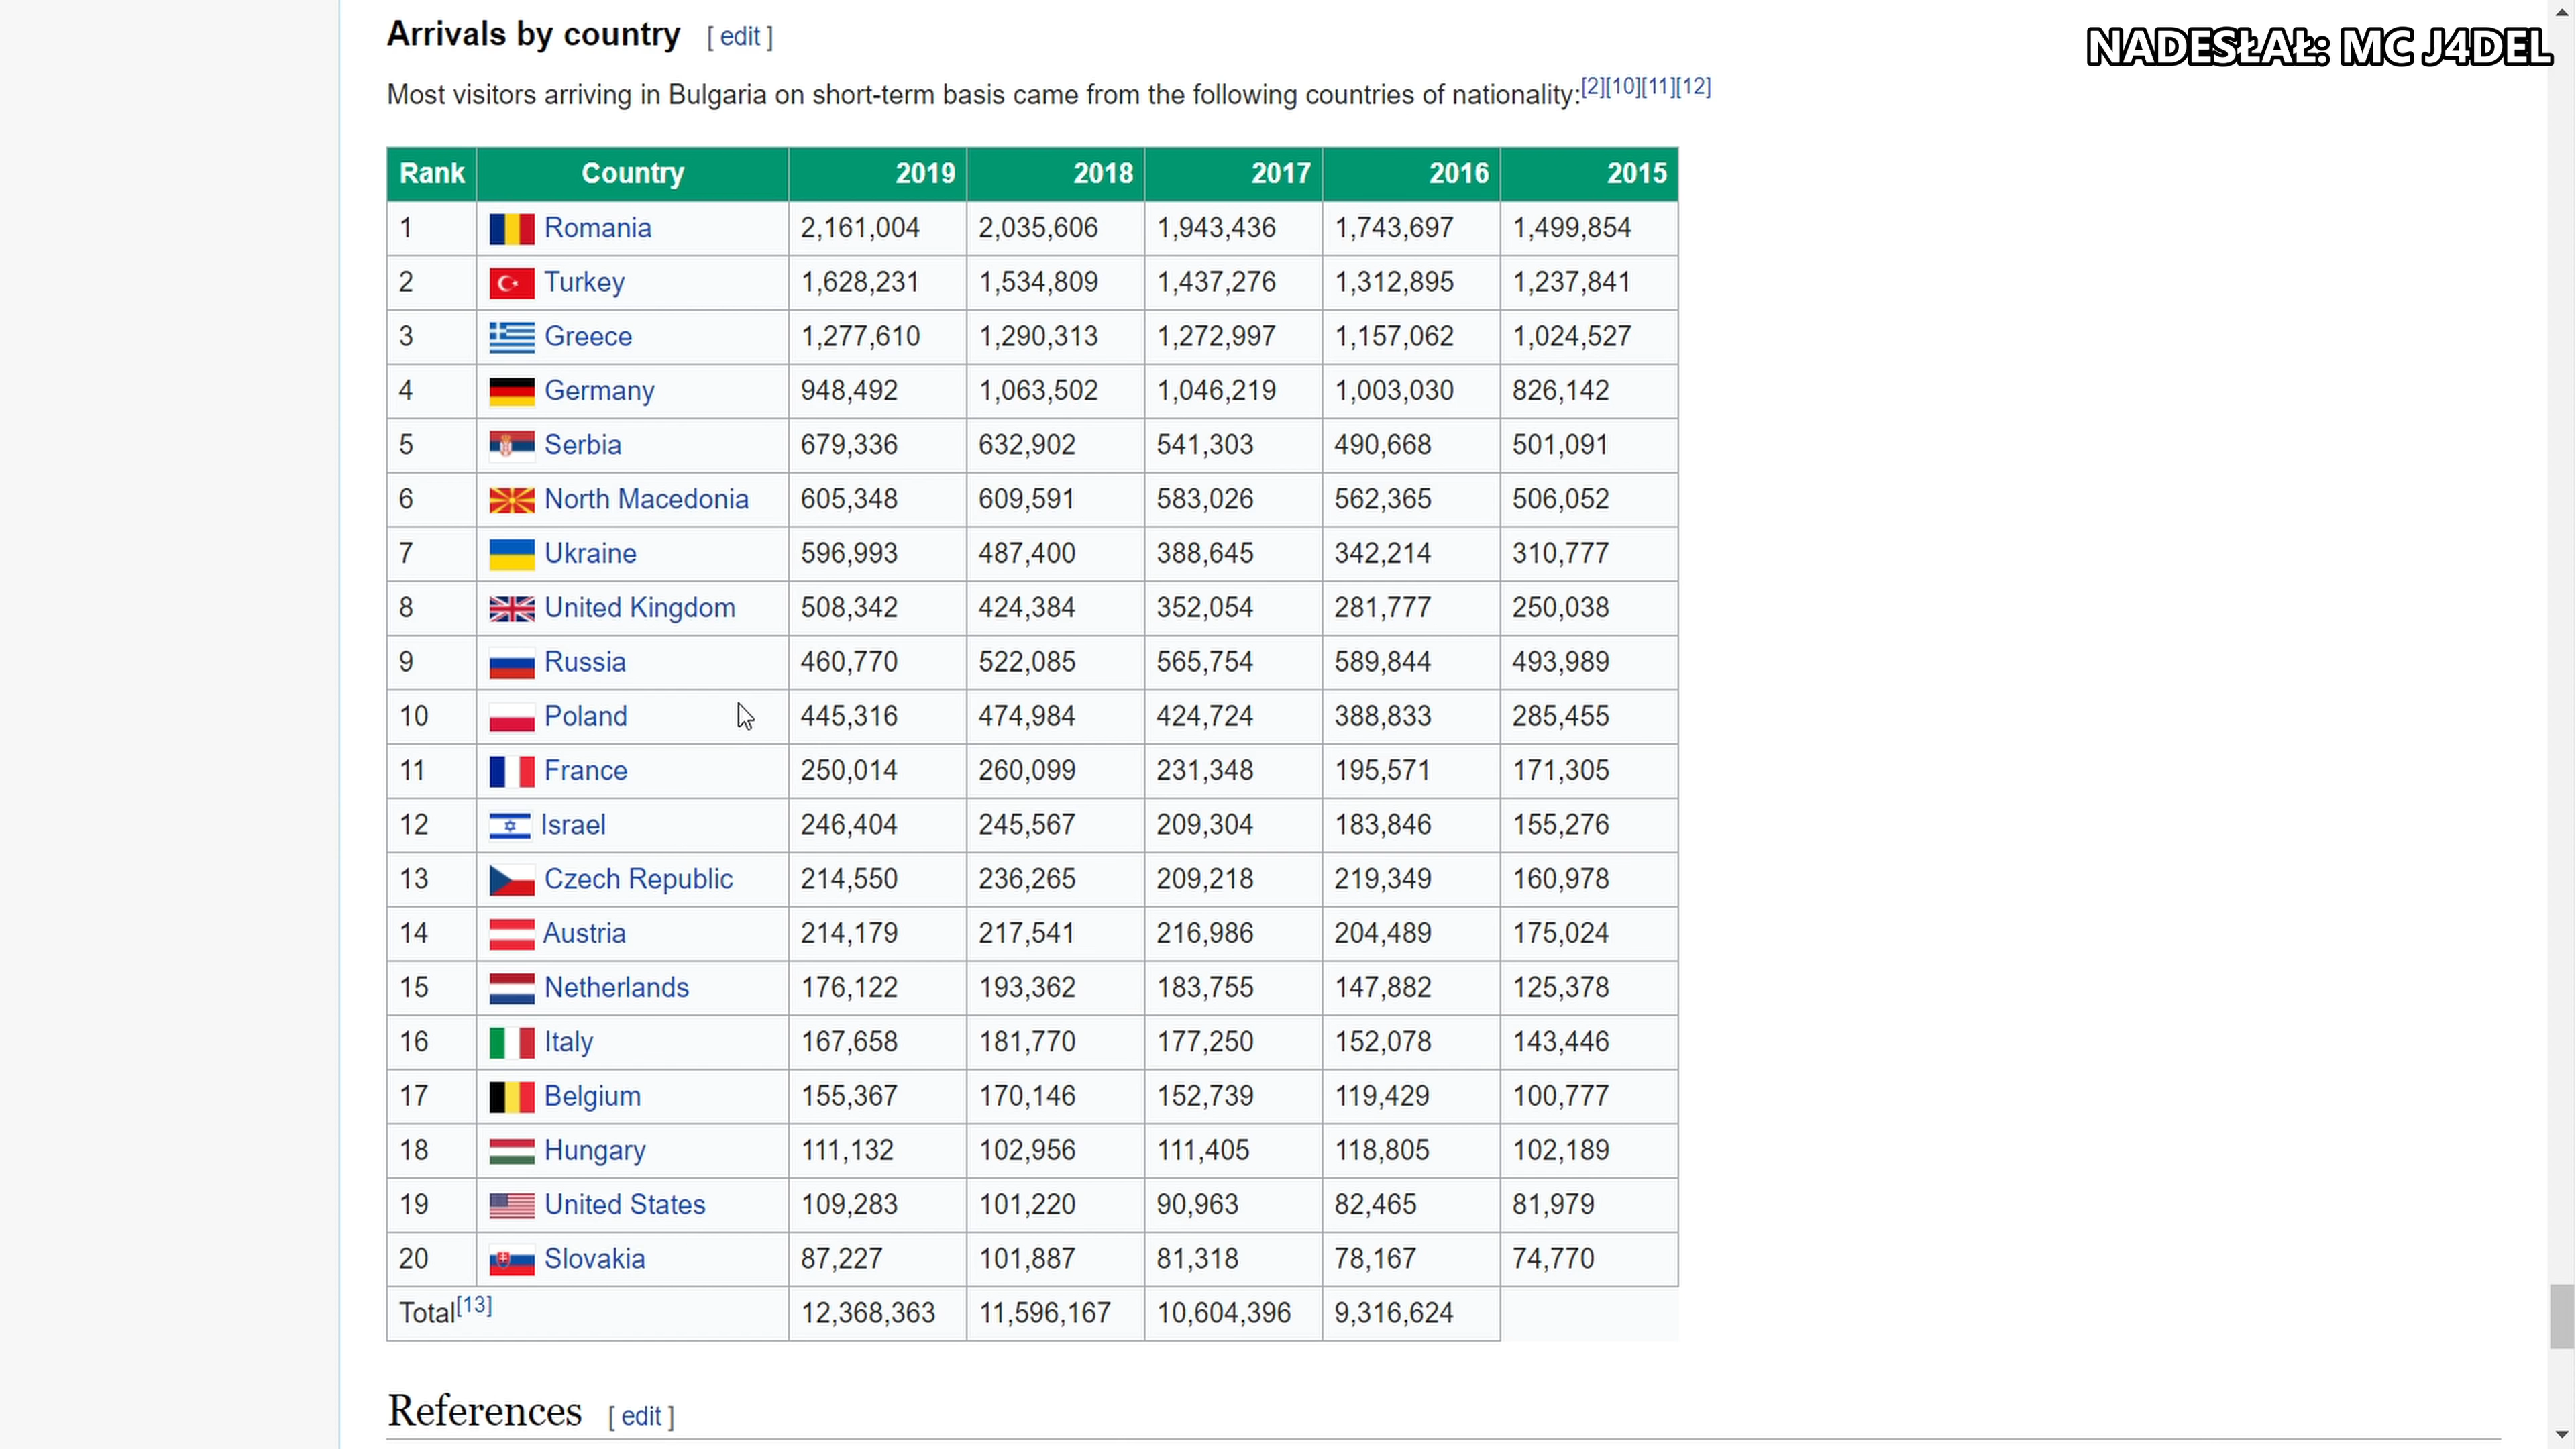 Arrivals by country [ edit ]
NADESŁAŁ: MC J4DEL
Most visitors arriving in Bulgaria on short-term basis came from the following countries of nationality:[2][10][11][12]
Rank Country 2019 2018 2017 2016 2015
1 Romania 2,161,004 2,035,606 1,943,436 1,743,697 1,499,854
2 Turkey 1,628,231 1,534,809 1,437,276 1,312,895 1,237,841
3 Greece 1,277,610 1,290,313 1,272,997 1,157,062 1,024,527
4 Germany 948,492 1,063,502 1,046,219 1,003,030 826,142
5 Serbia 679,336 632,902 541,303 490,668 501,091
6 North Macedonia 605,348 609,591 583,026 562,365 506,052
7 Ukraine 596,993 487,400 388,645 342,214 310,777
8 United Kingdom 508,342 424,384 352,054 281,777 250,038
9 Russia 460,770 522,085 565,754 589,844 493,989
10 Poland 445,316 474,984 424,724 388,833 285,455
11 France 250,014 260,099 231,348 195,571 171,305
12 Israel 246,404 245,567 209,304 183,846 155,276
13 Czech Republic 214,550 236,265 209,218 219,349 160,978
14 Austria 214,179 217,541 216,986 204,489 175,024
15 Netherlands 176,122 193,362 183,755 147,882 125,378
16 Italy 167,658 181,770 177,250 152,078 143,446
17 Belgium 155,367 170,146 152,739 119,429 100,777
18 Hungary 111,132 102,956 111,405 118,805 102,189
19 United States 109,283 101,220 90,963 82,465 81,979
20 Slovakia 87,227 101,887 81,318 78,167 74,770
Total[13] 12,368,363 11,596,167 10,604,396 9,316,624
References [ edit ]